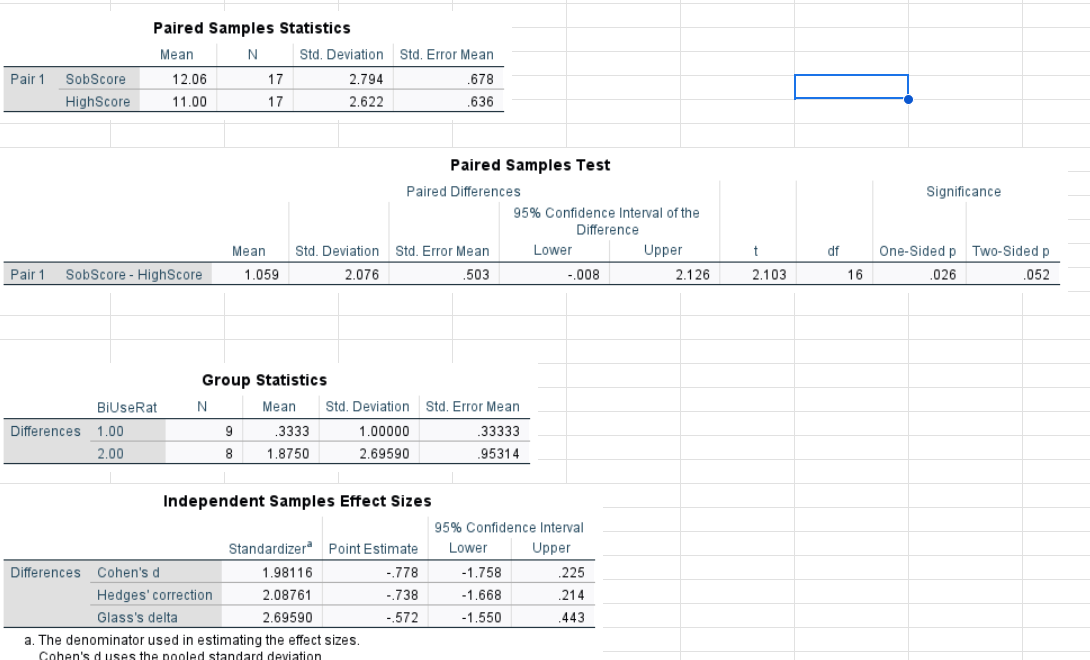 Paired Samples Statistics
Mean N Std. Deviation Std. Error Mean
Pair 1 SobScore 12.06 17 2.794 .678
HighScore 11.00 17 2.622 .636
Paired Samples Test
Paired Differences Significance
95% Confidence Interval of the
Difference
Mean Std. Deviation Std. Error Mean Lower Upper t df One-Sided p Two-Sided p
Pair 1 SobScore - HighScore 1.059 2.076 .503 -.008 2.126 2.103 16 .026 .052
Group Statistics
BiUseRat N Mean Std. Deviation Std. Error Mean
Differences 1.00 9 .3333 1.00000 .33333
2.00 8 1.8750 2.69590 .95314
Independent Samples Effect Sizes
95% Confidence Interval
Standardizerᵃ Point Estimate Lower Upper
Differences Cohen's d 1.98116 -.778 -1.758 .225
Hedges' correction 2.08761 -.738 -1.668 .214
Glass's delta 2.69590 -.572 -1.550 .443
a. The denominator used in estimating the effect sizes.
Cohen's d uses the pooled standard deviation